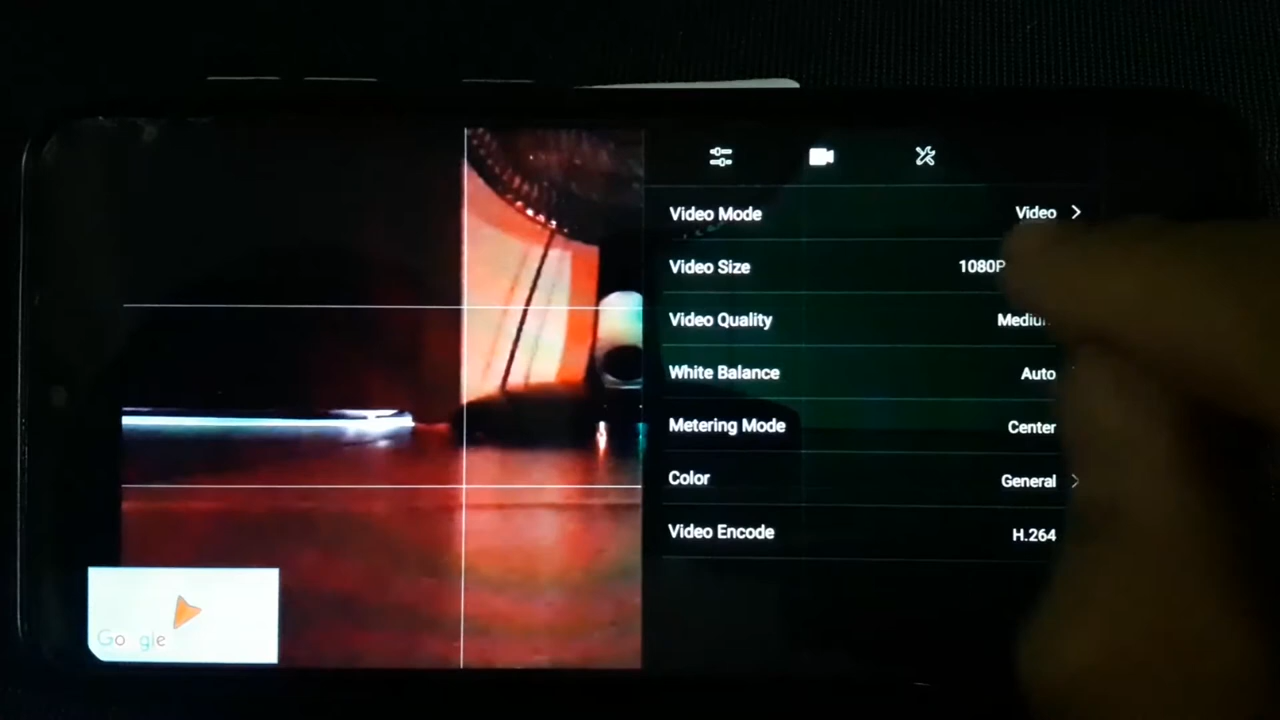 Video Mode Video
Video Size 1080P
Video Quality
White Balance Auto
Metering Mode Center
Color General
Video Encode H.264
Google